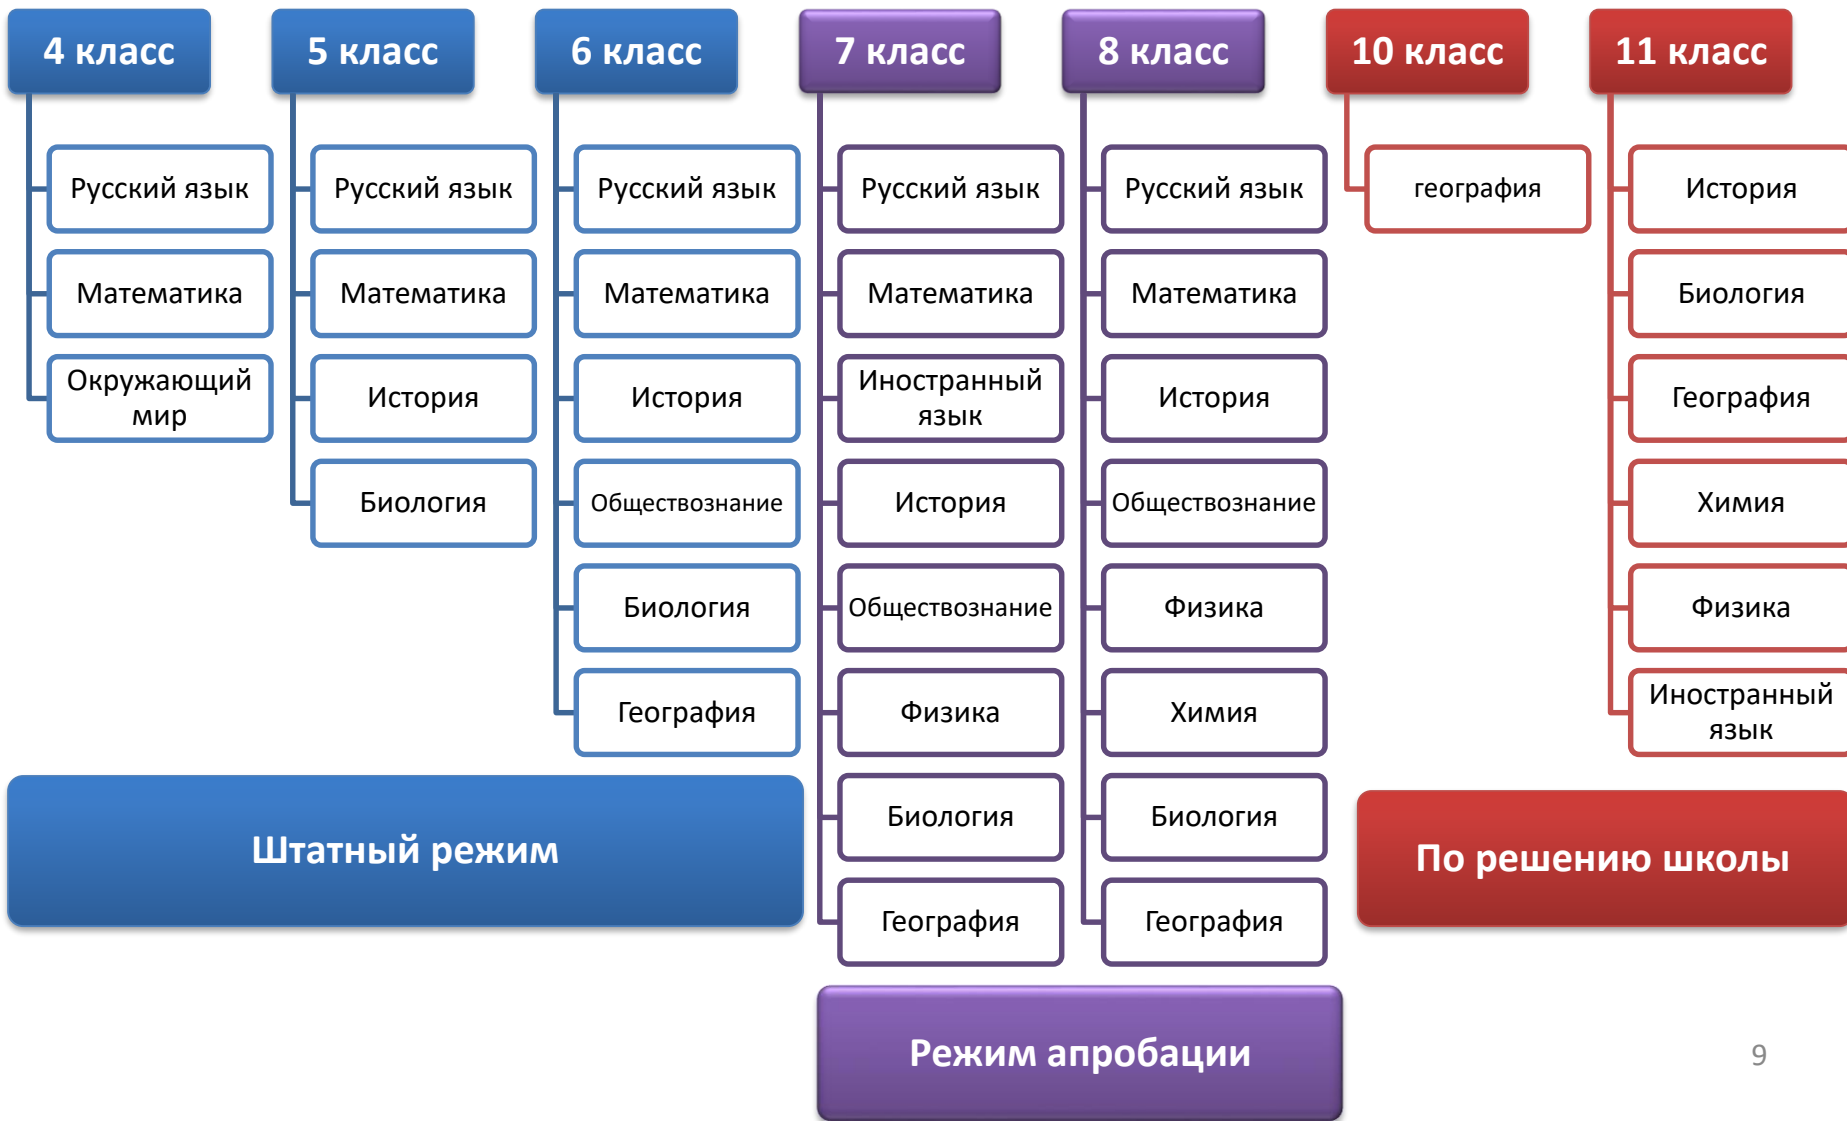 4 класс
Русский язык
Математика
Окружающий
мир
5 класс
Русский язык
Математика
История
Биология
6 класс
Русский язык
Математика
История
Обществознание
Биология
География
Штатный режим
7 класс
Русский язык
Математика
Иностранный
язык
История
Обществознание
Физика
Биология
География
8 класс
Русский язык
Математика
История
Обществознание
Физика
Химия
Биология
География
Режим апробации
10 класс
география
11 класс
История
Биология
География
Химия
Физика
Иностранный
язык
По решению школы
9